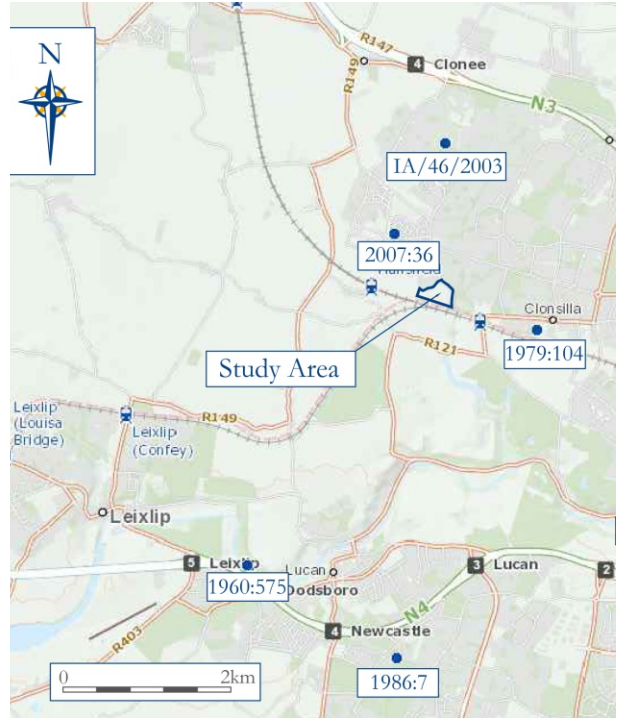 N
R147
4 Clonee
R149
N3
IA/46/2003
2007:36
Clonsilla
1979:104
R121
Study Area
R149
Leixlip
(Louisa
Bridge)
Leixlip
(Confey)
Leixlip
5 Leixlip
1960:575
Lucan
Dodsboro
3 Lucan
2
N4
4 Newcastle
R403
1986:7
0 2km